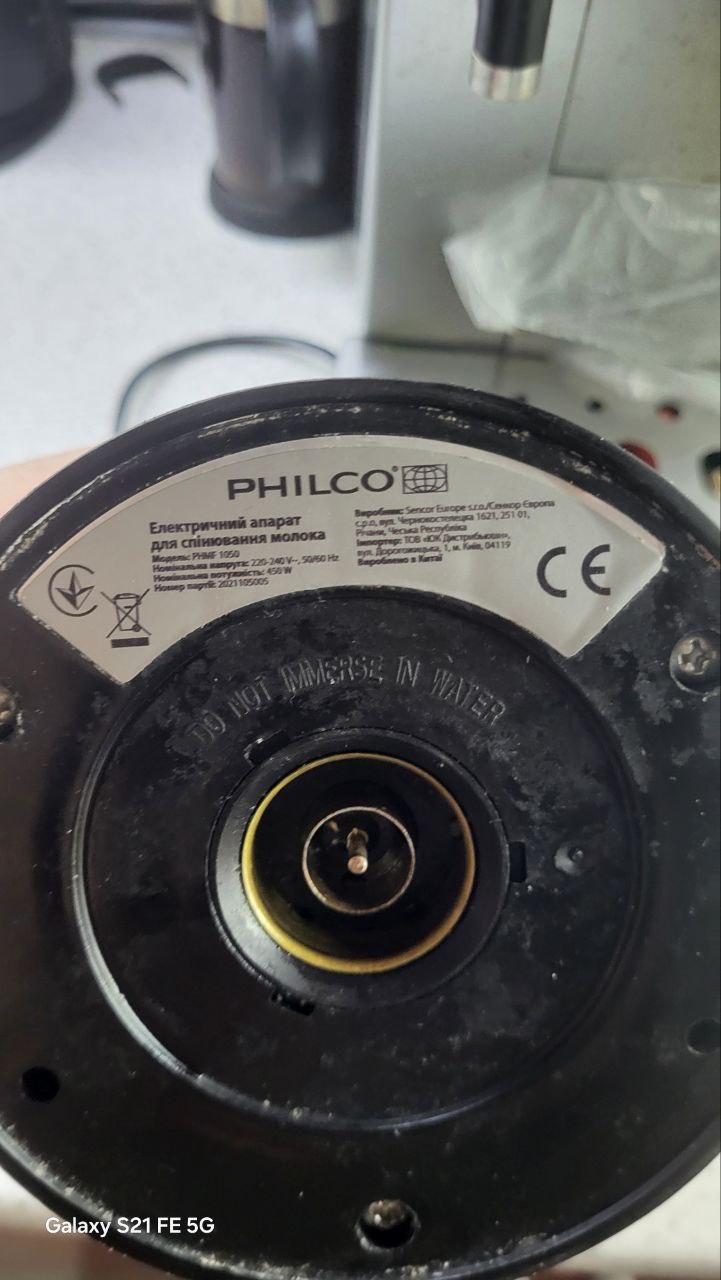 PHILCO
Електричний апарат
для спінювання молока
Модель: PHMF 1050
Номінальна напруга: 220-240 V~, 50/60 Hz
Номінальна потужність: 450 W
Номер партії: 2021105005
Виробник: Sencor Europe s.r.o./Сенкор Європа
с.р.о, вул. Чернокостелецка 1621, 251 01,
Річани, Чеська Республіка
Імпортер: ТОВ «ЮК Дистрибьюшн»,
вул. Дорогожицька, 1, м. Київ, 04119
Вироблено в Китаї
CE
DO NOT IMMERSE IN WATER
Galaxy S21 FE 5G